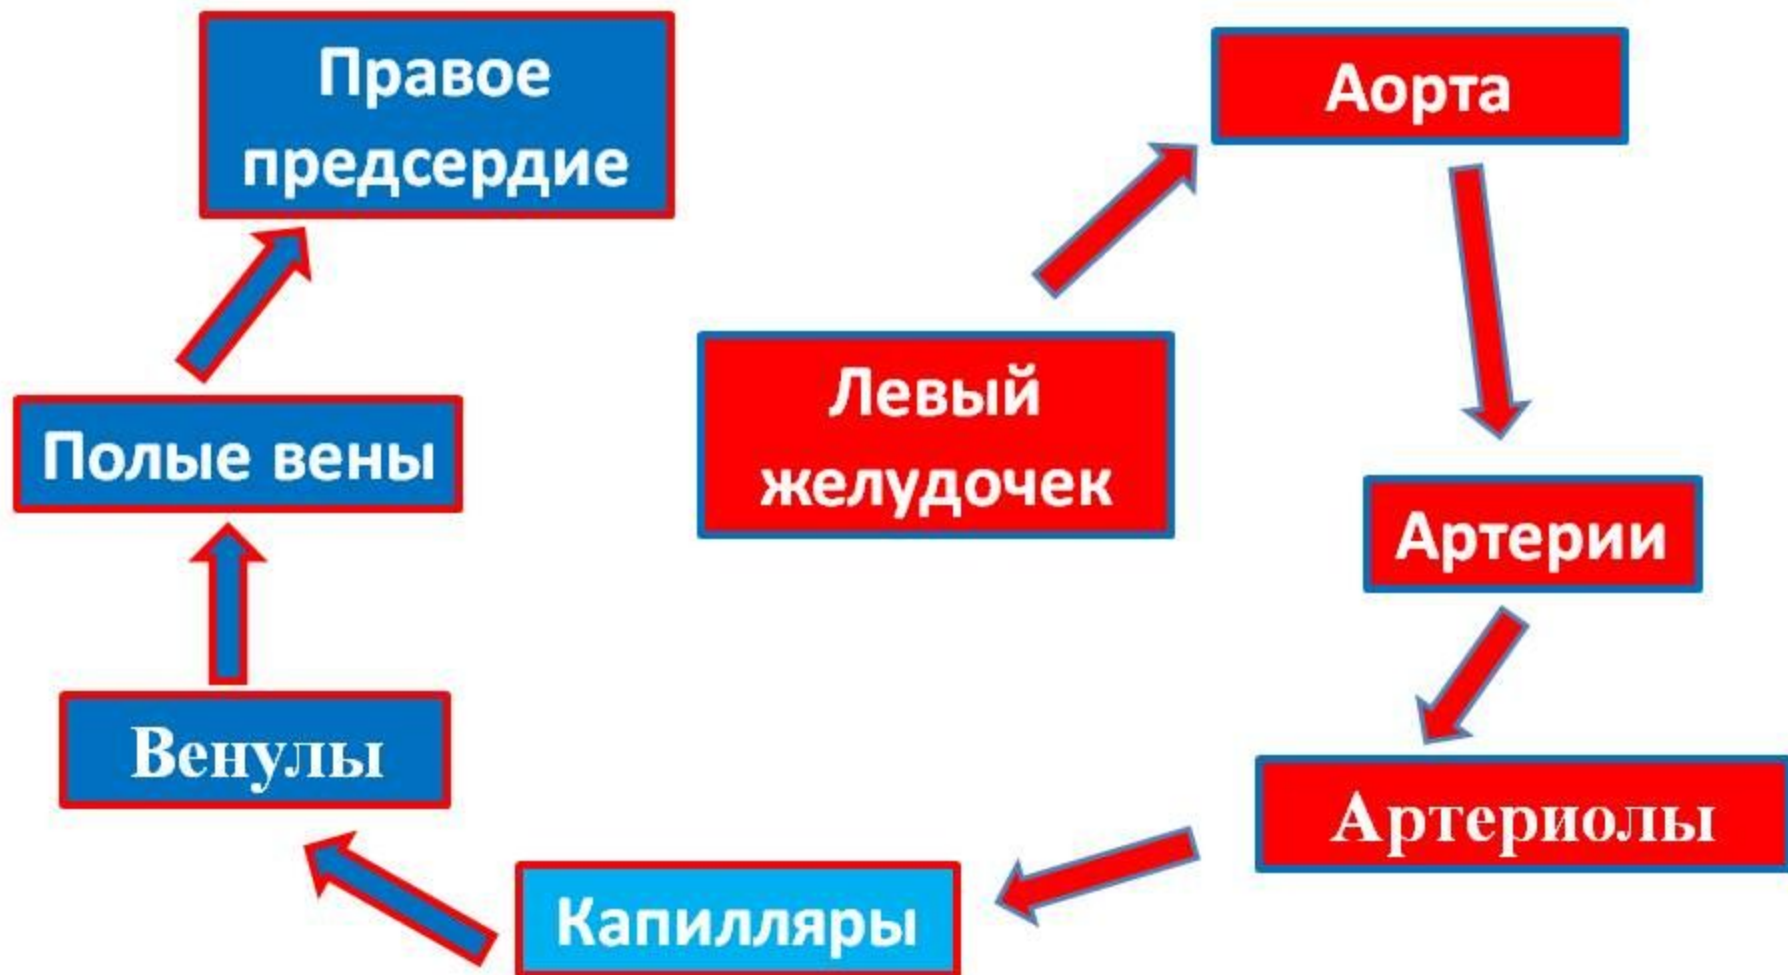 Правое
предсердие
Аорта
Левый
желудочек
Полые вены
Артерии
Венулы
Артериолы
Капилляры